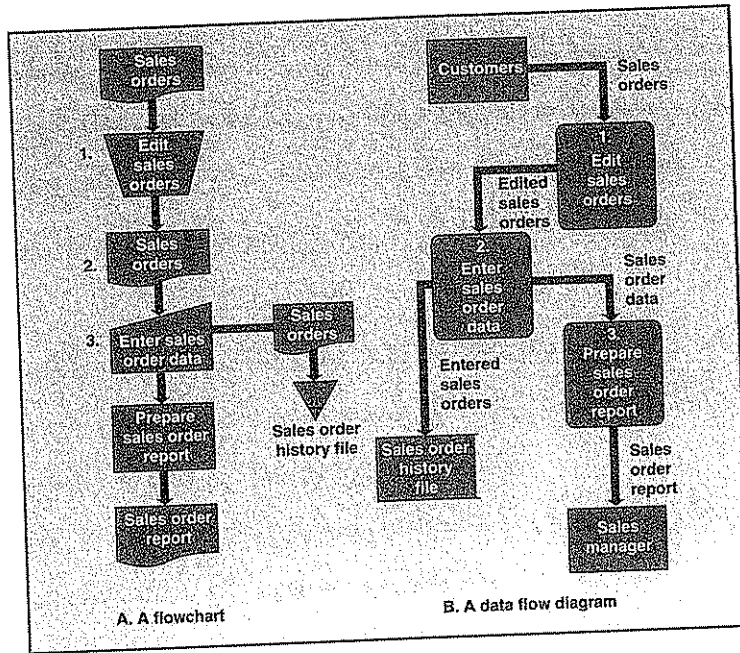 Sales
orders
1.
Edit
sales
orders
2.
Sales
orders
3.
Enter sales
order data
Sales
orders
Sales order
history file
Prepare
sales order
report
Sales order
report
A. A flowchart
Customers
Sales
orders
1.
Edit
sales
orders
Edited
sales
orders
2.
Enter
sales
order
data
Sales
order
data
Entered
sales
orders
3.
Prepare
sales
order
report
Sales order
history
file
Sales
order
report
Sales
manager
B. A data flow diagram